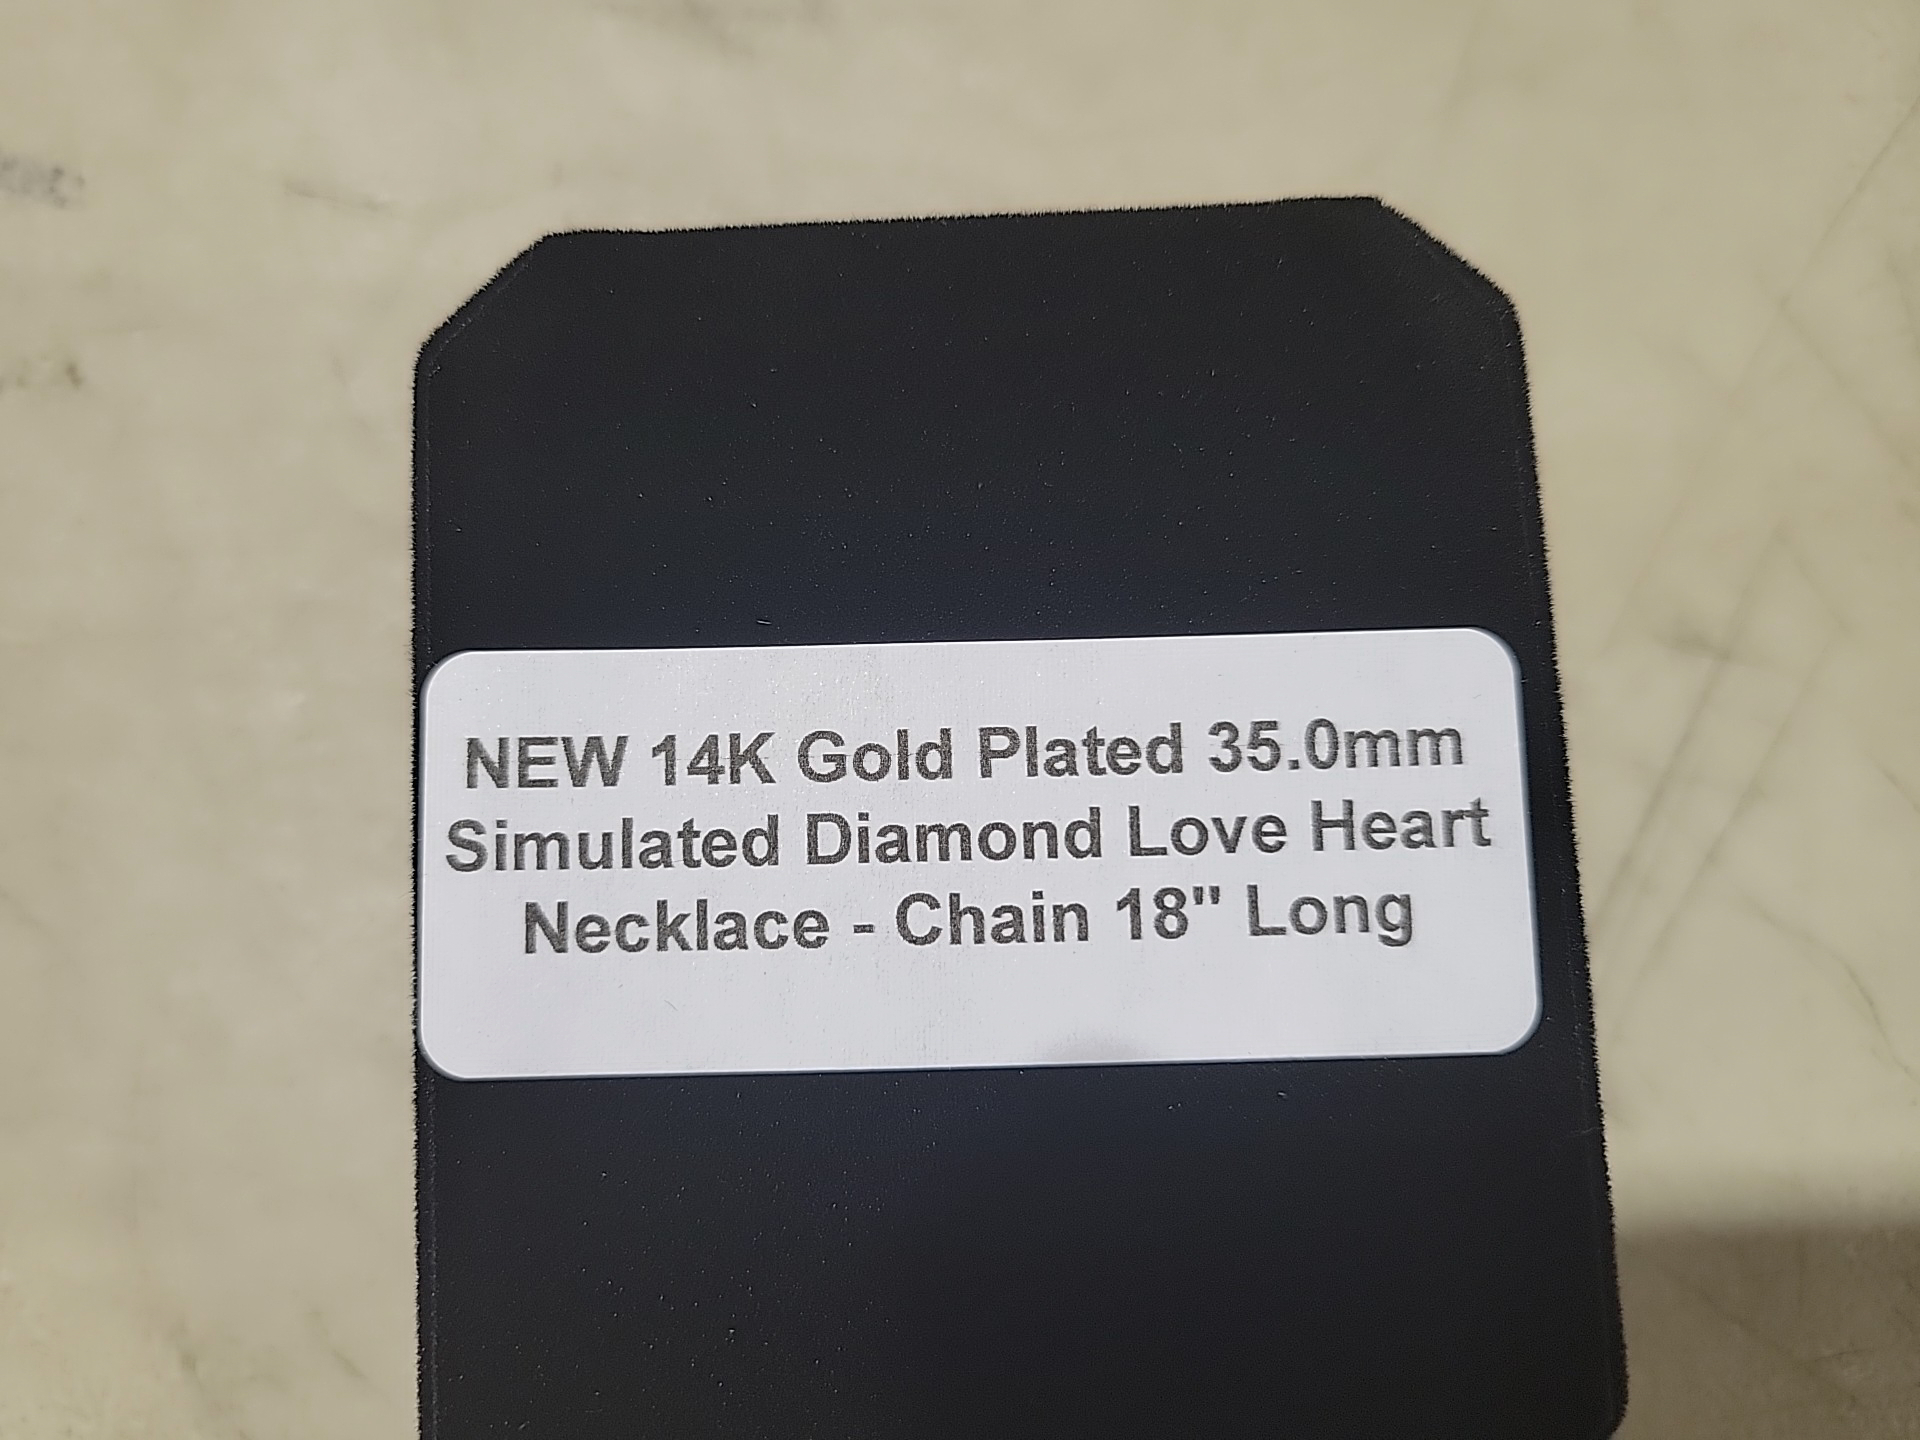 NEW 14K Gold Plated 35.0mm
Simulated Diamond Love Heart
Necklace - Chain 18" Long